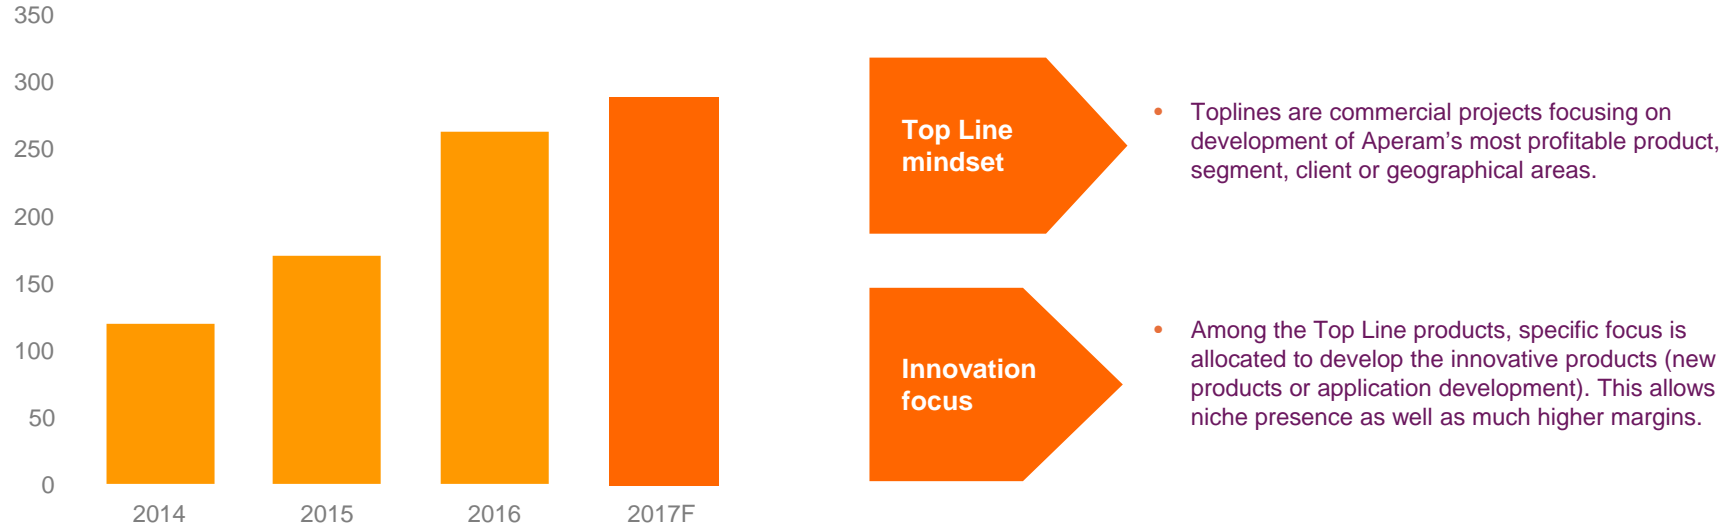 350
300
250
200
150
100
50
0
2014
2015
2016
2017F
Top Line
mindset
• Toplines are commercial projects focusing on
development of Aperam’s most profitable product,
segment, client or geographical areas.
Innovation
focus
• Among the Top Line products, specific focus is
allocated to develop the innovative products (new
products or application development). This allows
niche presence as well as much higher margins.